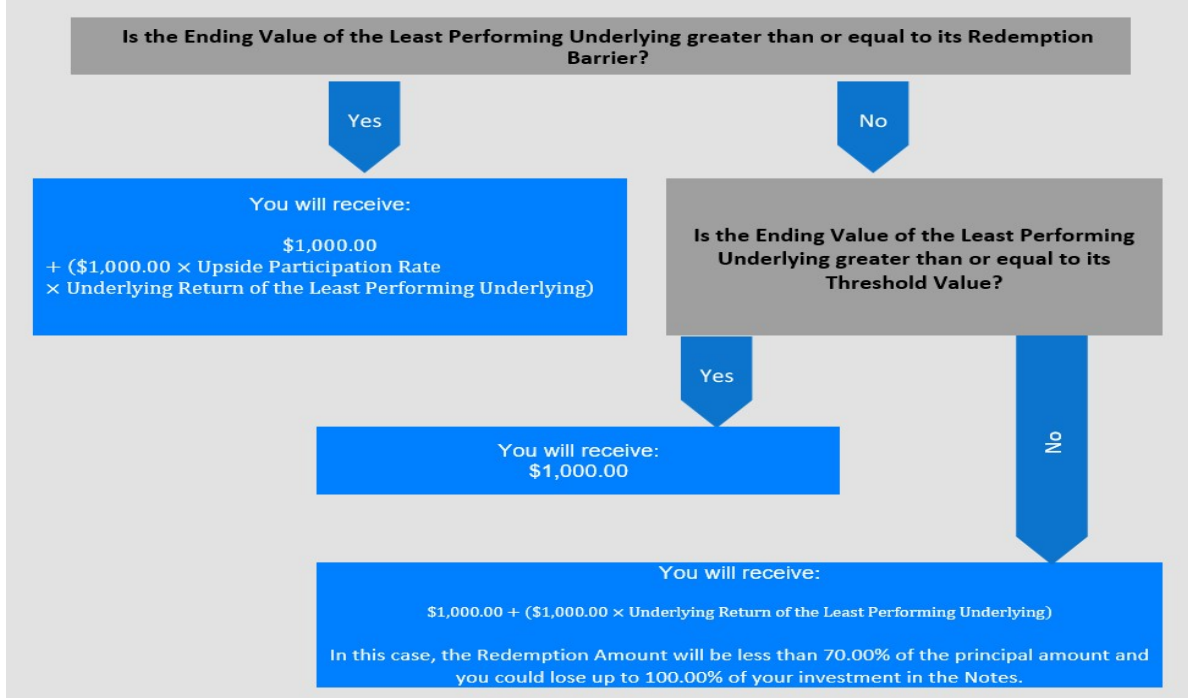 Is the Ending Value of the Least Performing Underlying greater than or equal to its Redemption
Barrier?
Yes
No
You will receive:
$1,000.00
+ ($1,000.00 × Upside Participation Rate
× Underlying Return of the Least Performing Underlying)
Is the Ending Value of the Least Performing
Underlying greater than or equal to its
Threshold Value?
Yes
No
You will receive:
$1,000.00
You will receive:
$1,000.00 + ($1,000.00 × Underlying Return of the Least Performing Underlying)
In this case, the Redemption Amount will be less than 70.00% of the principal amount and
you could lose up to 100.00% of your investment in the Notes.